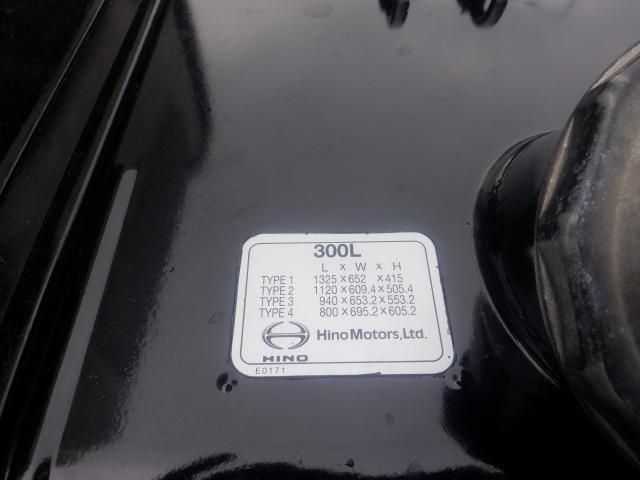 300L
L × W × H
TYPE 1 1325 × 652 × 415
TYPE 2 1120 × 609.4 × 505.4
TYPE 3 940 × 653.2 × 553.2
TYPE 4 800 × 695.2 × 605.2
HINO Hino Motors, Ltd.
E0171